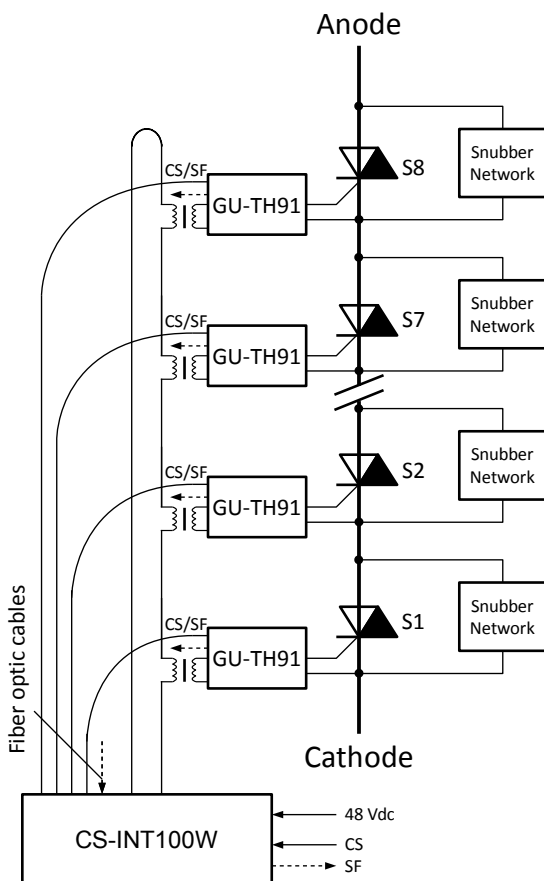 Anode
CS/SF
GU-TH91
S8
Snubber
Network
CS/SF
GU-TH91
S7
Snubber
Network
CS/SF
GU-TH91
S2
Snubber
Network
CS/SF
GU-TH91
S1
Snubber
Network
Fiber optic cables
Cathode
CS-INT100W
48 Vdc
CS
SF